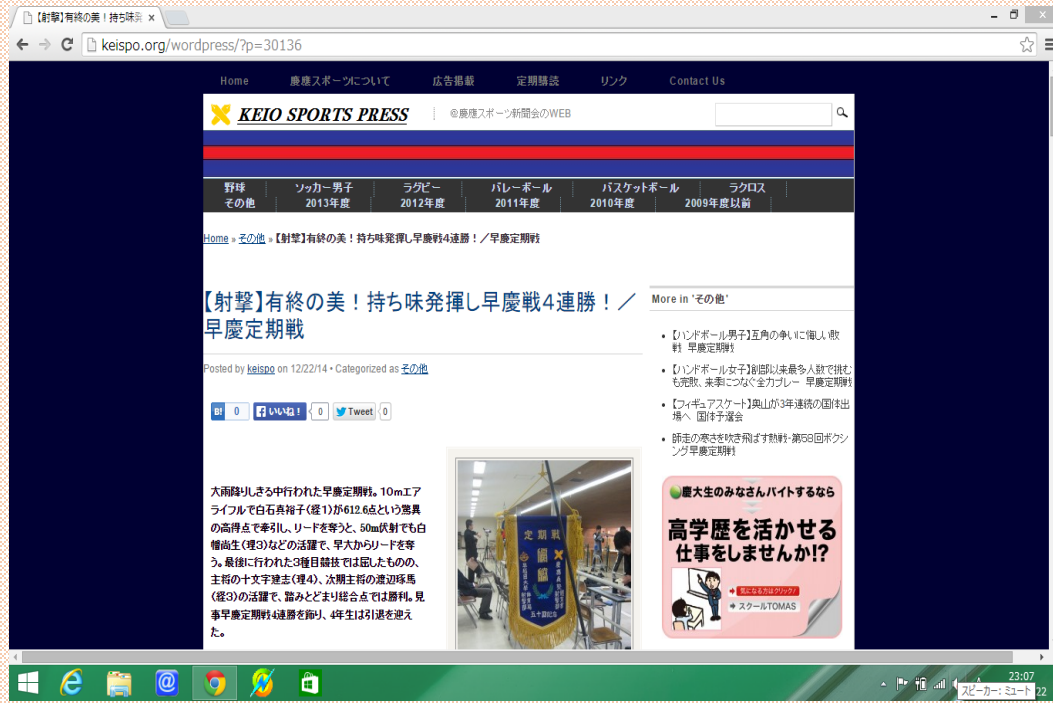 【射撃】有終の美！持ち味発
keispo.org/wordpress/?p=30136
Home 慶應スポーツについて 広告掲載 定期購読 リンク Contact Us
KEIO SPORTS PRESS @慶應スポーツ新聞会のWEB
野球 ソッカー男子 ラグビー バレーボール バスケットボール ラクロス
その他 2013年度 2012年度 2011年度 2010年度 2009年度以前
Home » その他 » 【射撃】有終の美！持ち味発揮し早慶戦4連勝！／早慶定期戦
【射撃】有終の美！持ち味発揮し早慶戦４連勝！／
早慶定期戦
Posted by keispo on 12/22/14 • Categorized as その他
B! 0 いいね！ 0 Tweet 0
大雨降りしきる中行われた早慶定期戦。10mエア
ライフルで白石真裕子（経1）が612.6点という驚異
の高得点で牽引し、リードを奪うと、50m伏射でも白
幡尚生（理3）などの活躍で、早大からリードを奪
う。最後に行われた3種目競技では屈したものの、
主将の十文字建志（理4）、次期主将の渡辺琢馬
（経3）の活躍で、踏みとどまり総合点では勝利。見
事早慶定期戦4連勝を飾り、4年生は引退を迎え
た。
定期戦
More in 'その他'
【ハンドボール男子】互角の争いに悔しい敗
戦 早慶定期戦
【ハンドボール女子】創部以来最多人数で挑む
も完敗、来季につなぐ全力プレー 早慶定期戦
【フィギュアスケート】奥山が3年連続の国体出
場へ 国体予選会
師走の寒さを吹き飛ばす熱戦-第58回ボクシ
ング早慶定期戦
慶大生のみなさんバイトするなら
高学歴を活かせる
仕事をしませんか!?
気になる方はクリック！
スクールTOMAS
23:07
スピーカー: ミュート
22